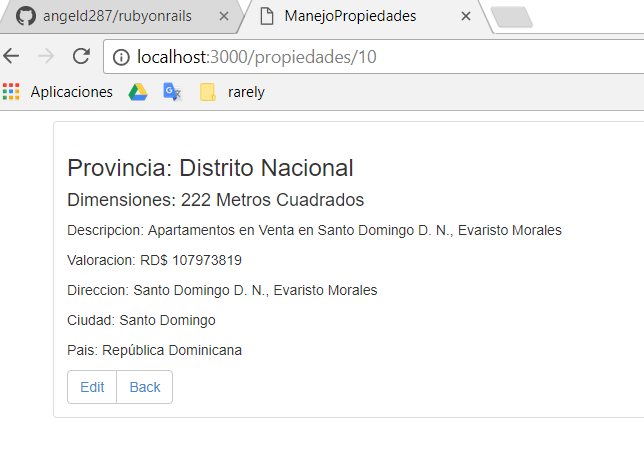 angeld287/rubyonrails
ManejoPropiedades
localhost:3000/propiedades/10
Aplicaciones
rarely
Provincia: Distrito Nacional
Dimensiones: 222 Metros Cuadrados
Descripcion: Apartamentos en Venta en Santo Domingo D. N., Evaristo Morales
Valoracion: RD$ 107973819
Direccion: Santo Domingo D. N., Evaristo Morales
Ciudad: Santo Domingo
Pais: República Dominicana
Edit
Back